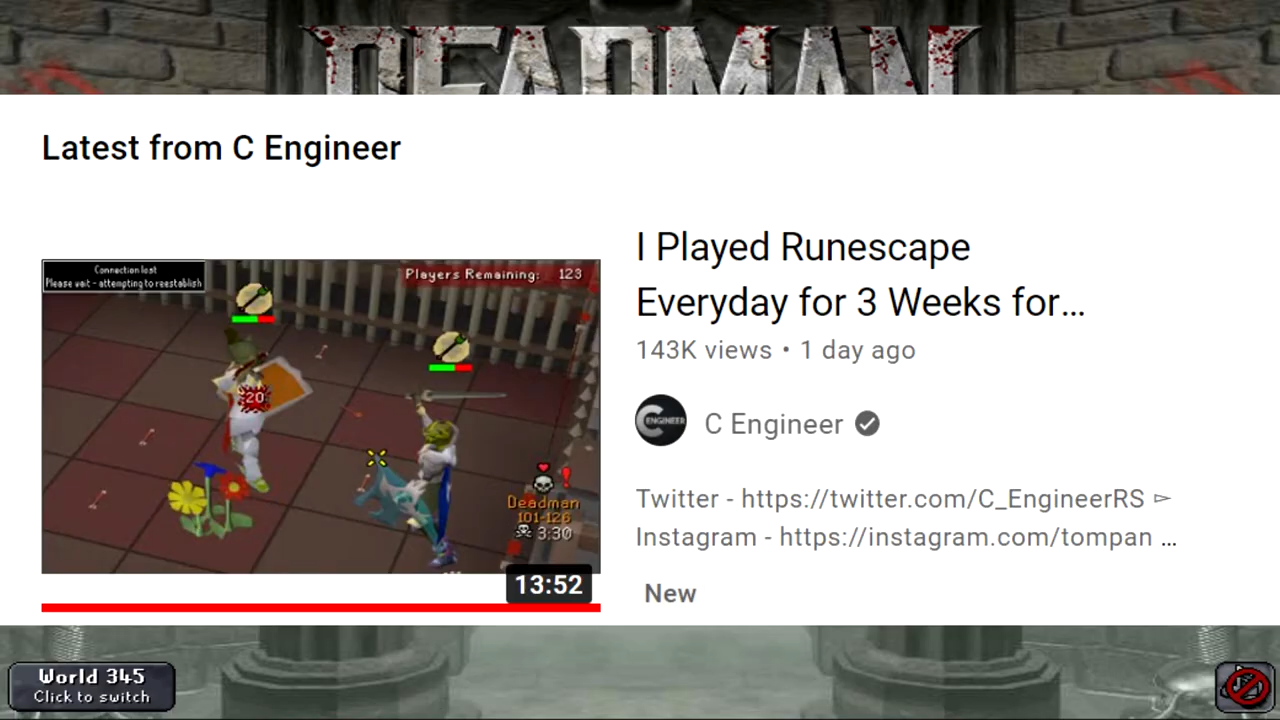 DEADMAN
Latest from C Engineer
Connection lost
Please wait - attempting to reestablish
Players Remaining: 123
20
Deadman
101-126
3:30
13:52
I Played Runescape
Everyday for 3 Weeks for...
143K views • 1 day ago
C ENGINEER
C Engineer
Twitter - https://twitter.com/C_EngineerRS ►
Instagram - https://instagram.com/tompan ...
New
World 345
Click to switch